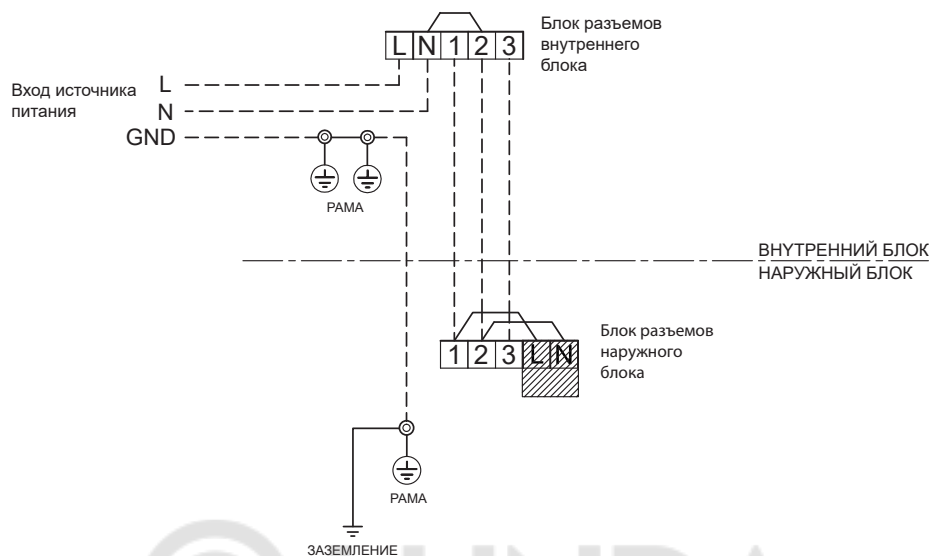 Блок разъемов
внутреннего
блока
L N 1 2 3
Вход источника
питания
L
N
GND
РАМА
ВНУТРЕННИЙ БЛОК
НАРУЖНЫЙ БЛОК
Блок разъемов
наружного
блока
1 2 3 L N
РАМА
ЗАЗЕМЛЕНИЕ